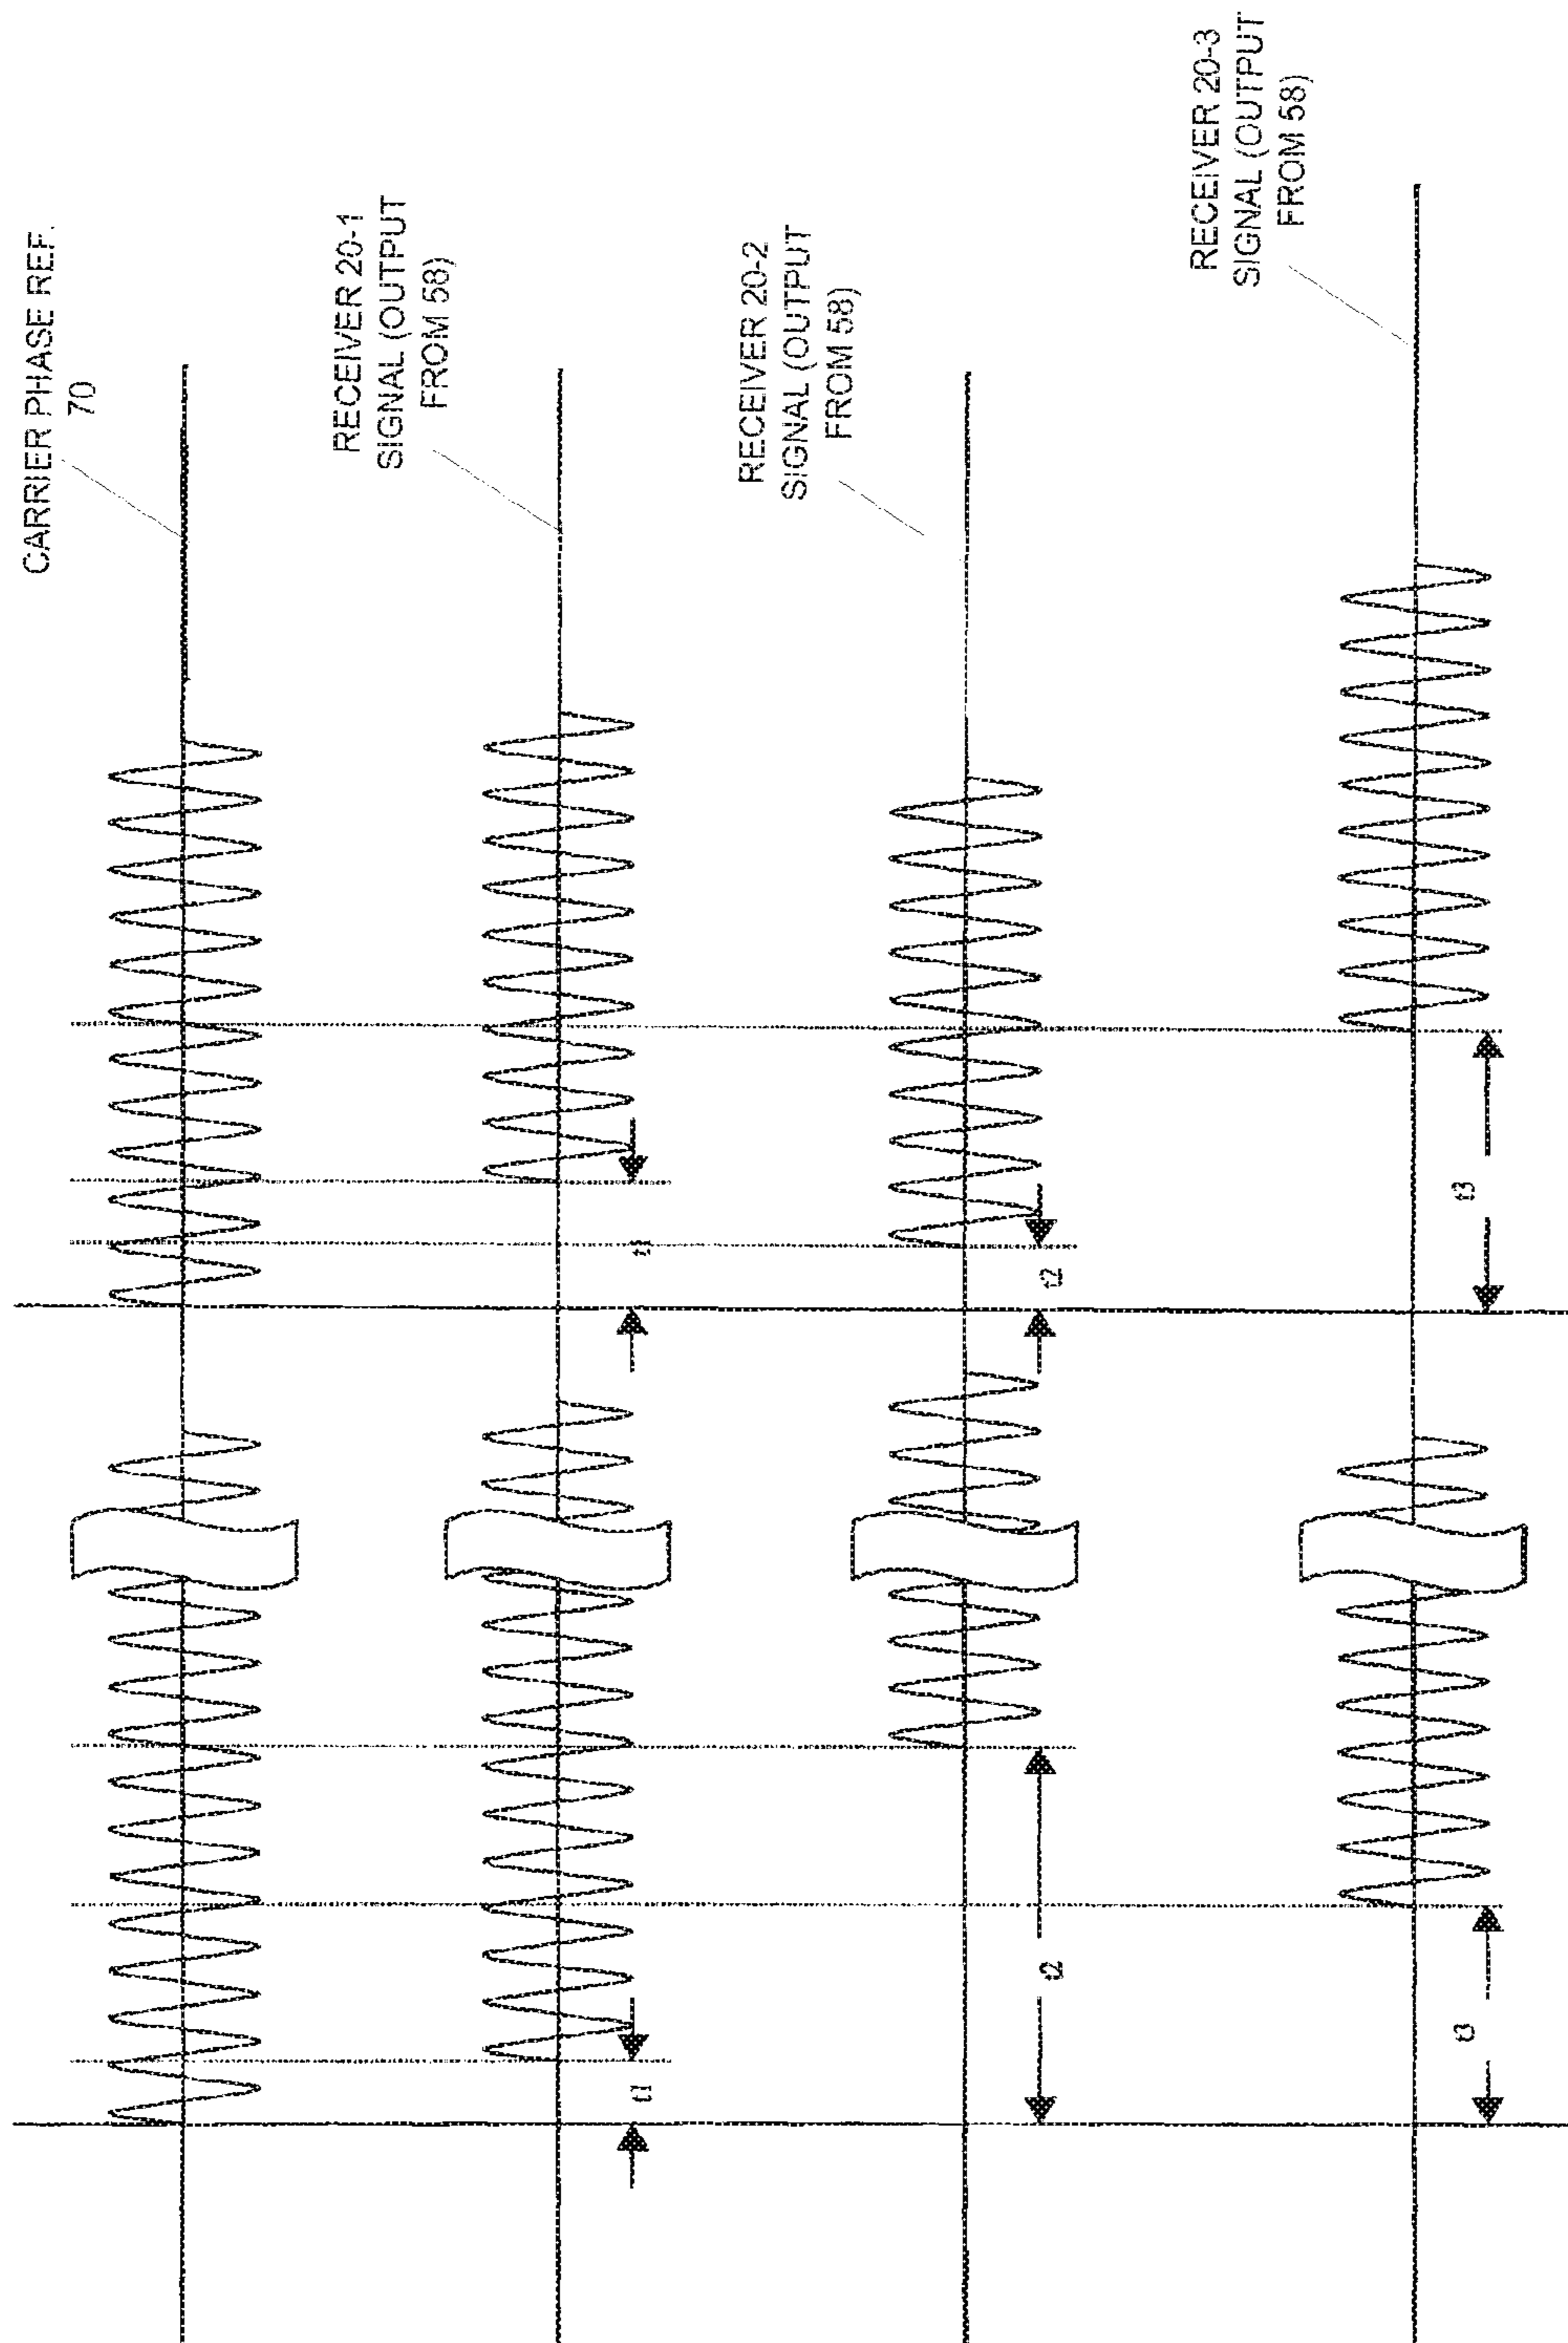 CARRIER PHASE REF.
70
RECEIVER 20-1
SIGNAL (OUTPUT
FROM 58)
RECEIVER 20-2
SIGNAL (OUTPUT
FROM 58)
RECEIVER 20-3
SIGNAL (OUTPUT
FROM 58)
t1
t1
t2
t2
t3
t3